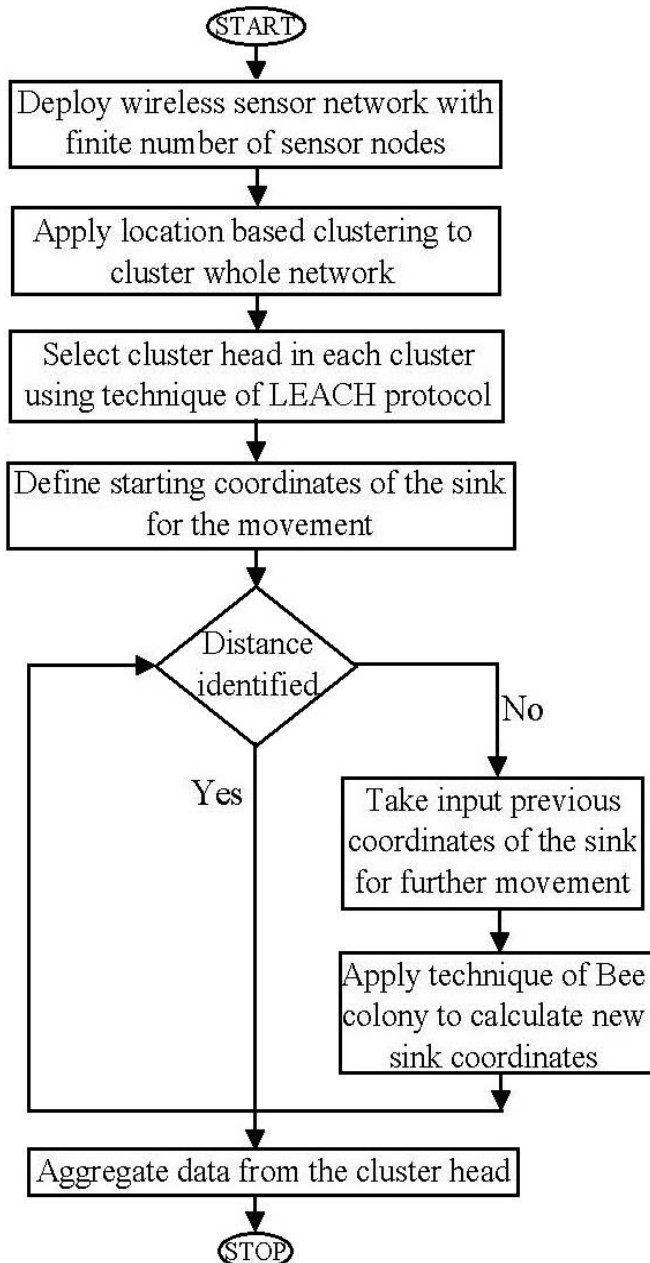 START
Deploy wireless sensor network with
finite number of sensor nodes
Apply location based clustering to
cluster whole network
Select cluster head in each cluster
using technique of LEACH protocol
Define starting coordinates of the sink
for the movement
Distance
identified
No
Yes
Take input previous
coordinates of the sink
for further movement
Apply technique of Bee
colony to calculate new
sink coordinates
Aggregate data from the cluster head
STOP